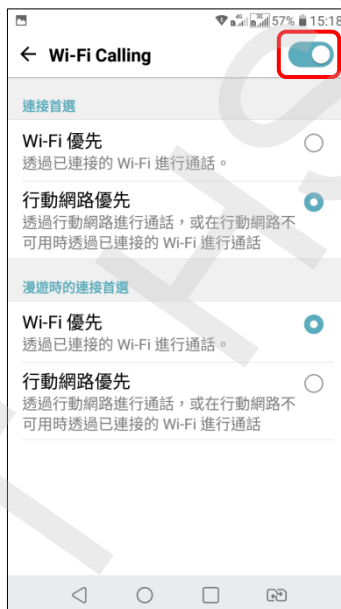 57% 15:18
Wi-Fi Calling
連接首選
Wi-Fi 優先
透過已連接的 Wi-Fi 進行通話。
行動網路優先
透過行動網路進行通話，或在行動網路不
可用時透過已連接的 Wi-Fi 進行通話
漫遊時的連接首選
Wi-Fi 優先
透過已連接的 Wi-Fi 進行通話。
行動網路優先
透過行動網路進行通話，或在行動網路不
可用時透過已連接的 Wi-Fi 進行通話